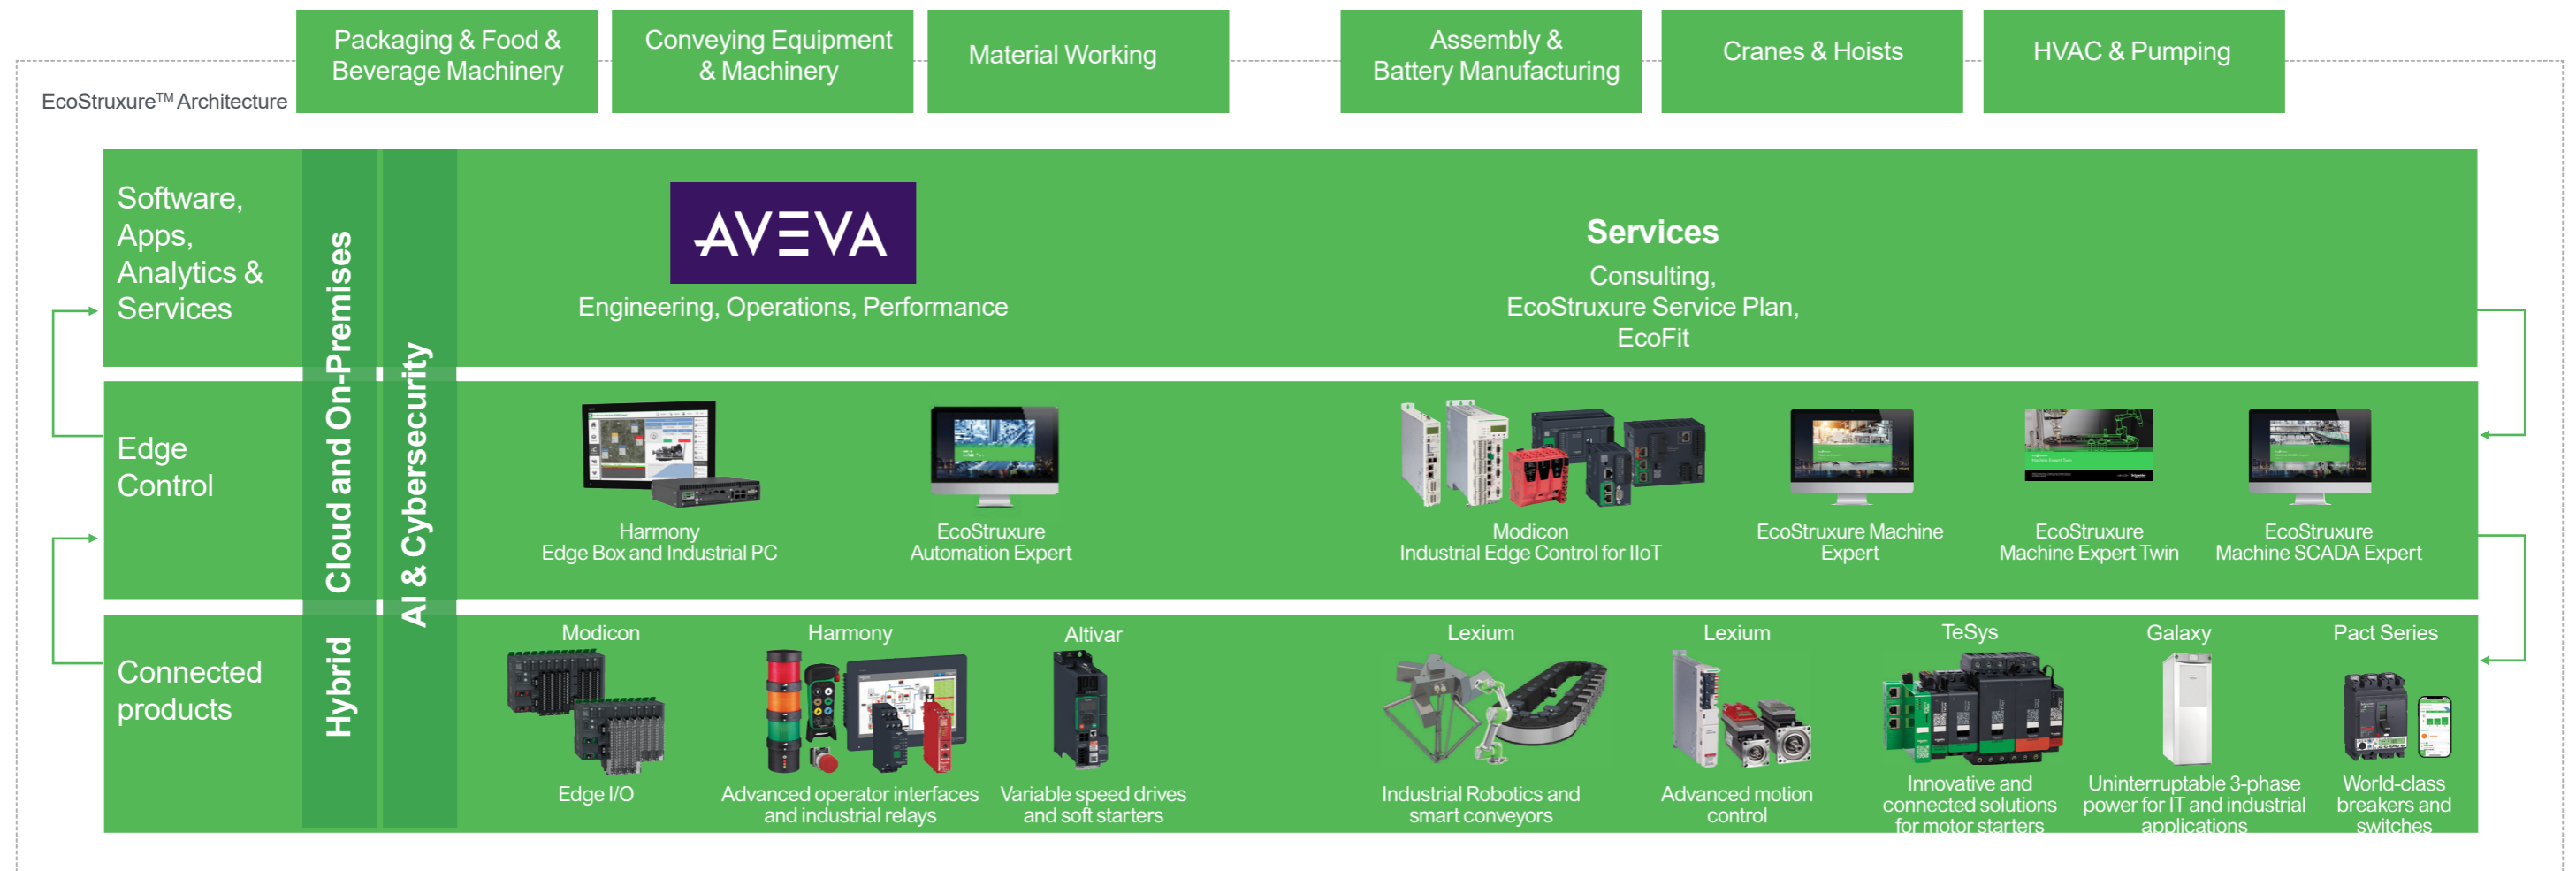 Packaging & Food &
Beverage Machinery
Conveying Equipment
& Machinery
Material Working
Assembly &
Battery Manufacturing
Cranes & Hoists
HVAC & Pumping
EcoStruxure™ Architecture
Software,
Apps,
Analytics &
Services
Hybrid Cloud and On-Premises
AI & Cybersecurity
AVEVA
Engineering, Operations, Performance
Services
Consulting,
EcoStruxure Service Plan,
EcoFit
Edge
Control
Harmony
Edge Box and Industrial PC
EcoStruxure
Automation Expert
Modicon
Industrial Edge Control for IIoT
EcoStruxure Machine
Expert
Machine Expert Twin
EcoStruxure
Machine Expert Twin
EcoStruxure
Machine SCADA Expert
Connected
products
Modicon
Edge I/O
Harmony
Advanced operator interfaces
and industrial relays
Altivar
Variable speed drives
and soft starters
Lexium
Industrial Robotics and
smart conveyors
Lexium
Advanced motion
control
TeSys
Innovative and
connected solutions
for motor starters
Galaxy
Uninterruptable 3-phase
power for IT and industrial
applications
Pact Series
World-class
breakers and
switches